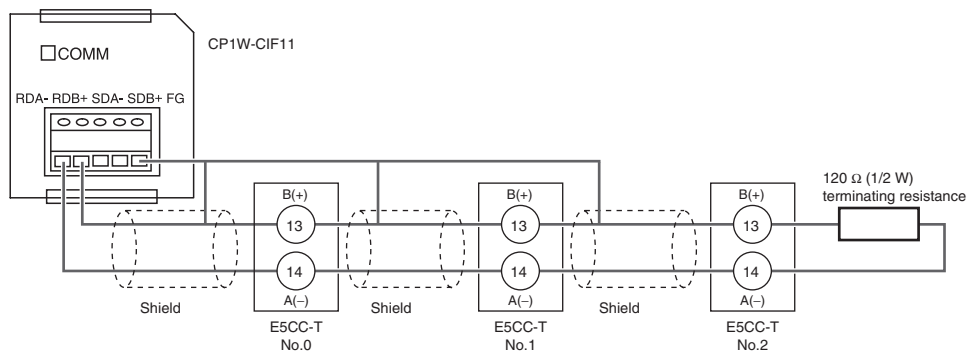 CP1W-CIF11
COMM
RDA- RDB+ SDA- SDB+ FG
120 Ω (1/2 W)
terminating resistance
B(+)
B(+)
B(+)
13
13
13
14
14
14
A(−)
A(−)
A(−)
Shield
Shield
Shield
E5CC-T
No.0
E5CC-T
No.1
E5CC-T
No.2